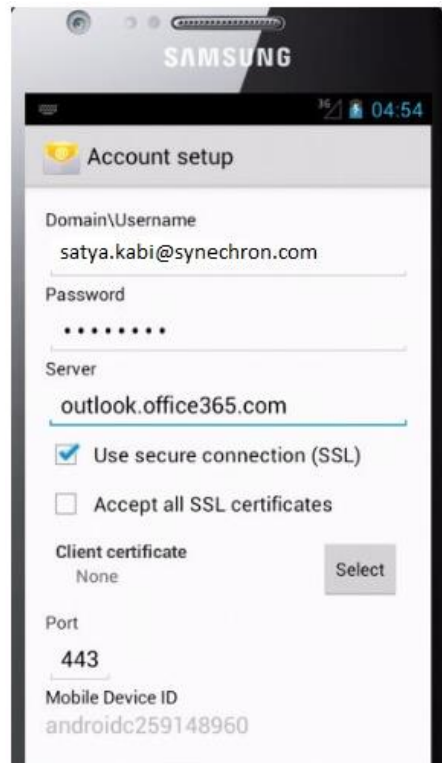 SAMSUNG
3G 04:54
Account setup
Domain\Username
satya.kabi@synechron.com
Password
••••••••
Server
outlook.office365.com
Use secure connection (SSL)
Accept all SSL certificates
Client certificate
None
Select
Port
443
Mobile Device ID
androidc259148960